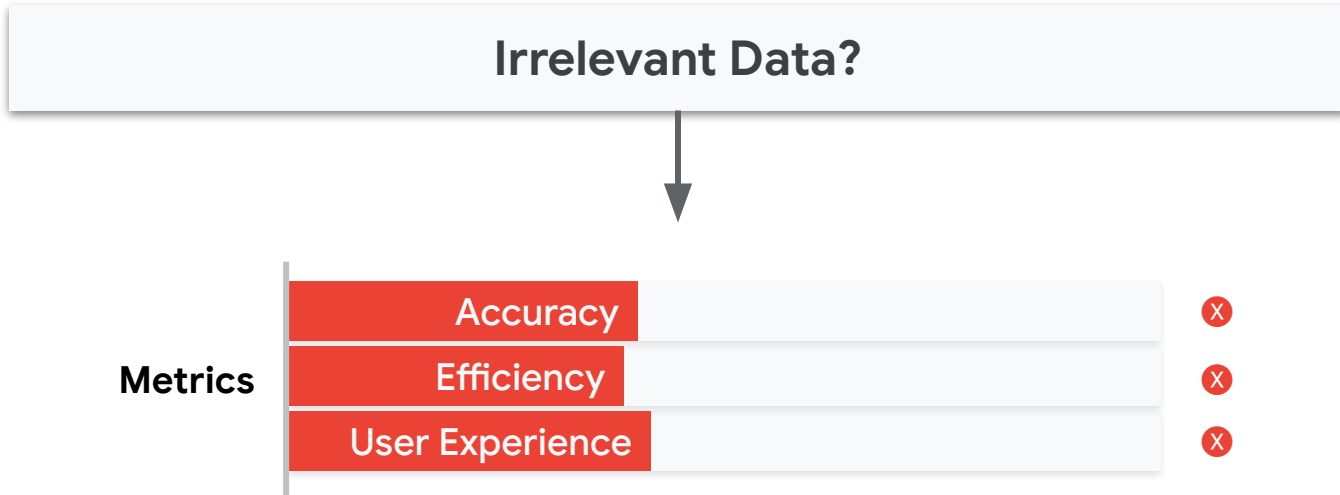 Irrelevant Data?
Accuracy
X
Metrics
Efficiency
X
User Experience
X